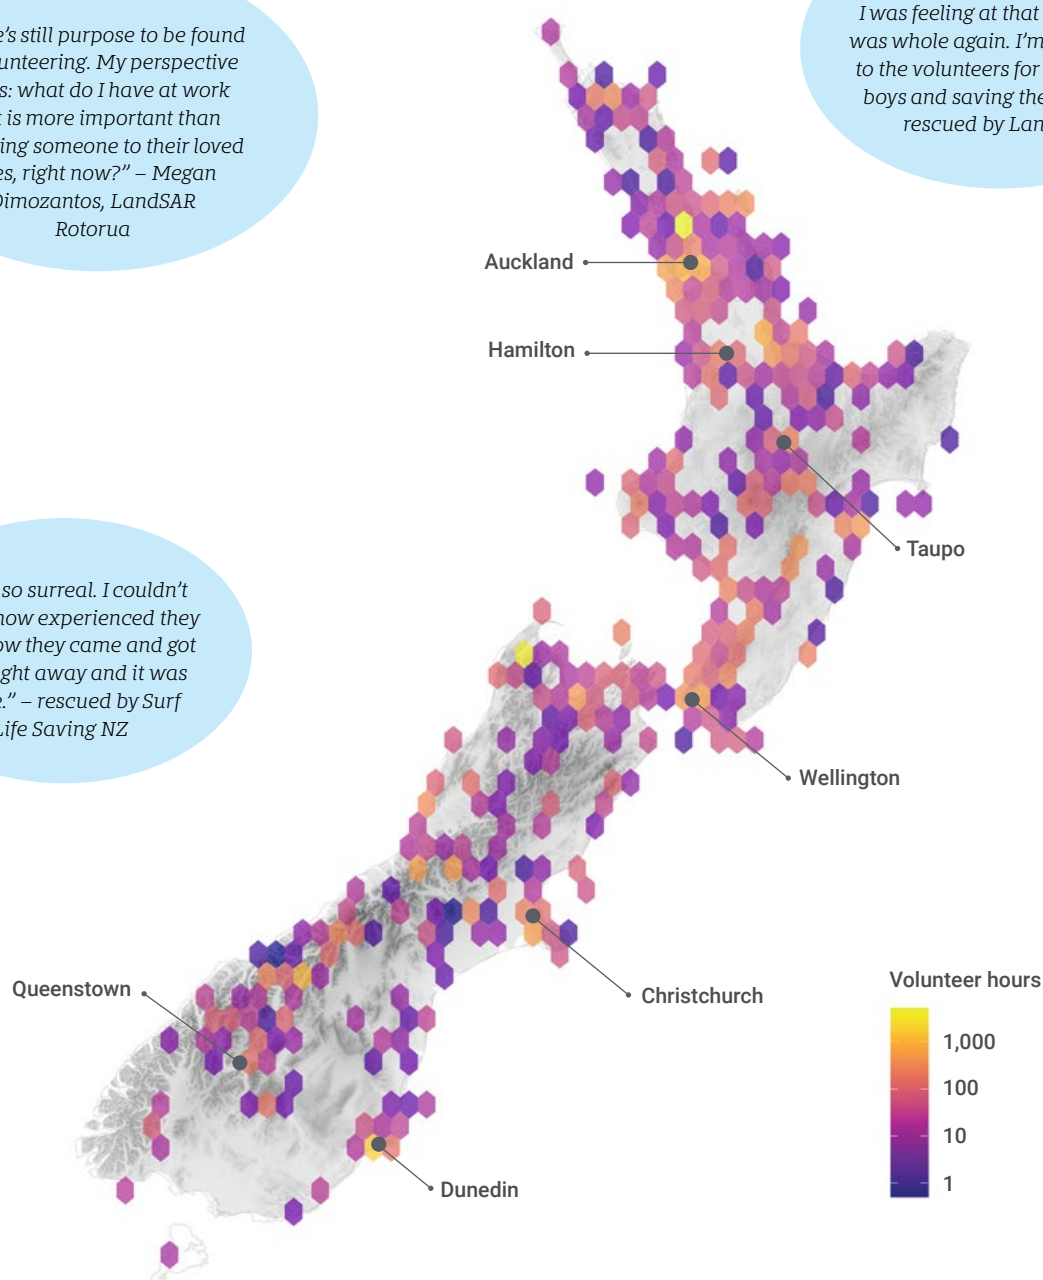 e's still purpose to be found
unteering. My perspective
s: what do I have at work
is more important than
ing someone to their loved
es, right now?” – Megan
Dimozantos, LandSAR
Rotorua
I was feeling at that
was whole again. I’m
to the volunteers for
boys and saving the
rescued by Lan
Auckland
Hamilton
Taupo
so surreal. I couldn’t
how experienced they
ow they came and got
ght away and it was
e.” – rescued by Surf
Life Saving NZ
Wellington
Queenstown
Christchurch
Dunedin
Volunteer hours
1,000
100
10
1